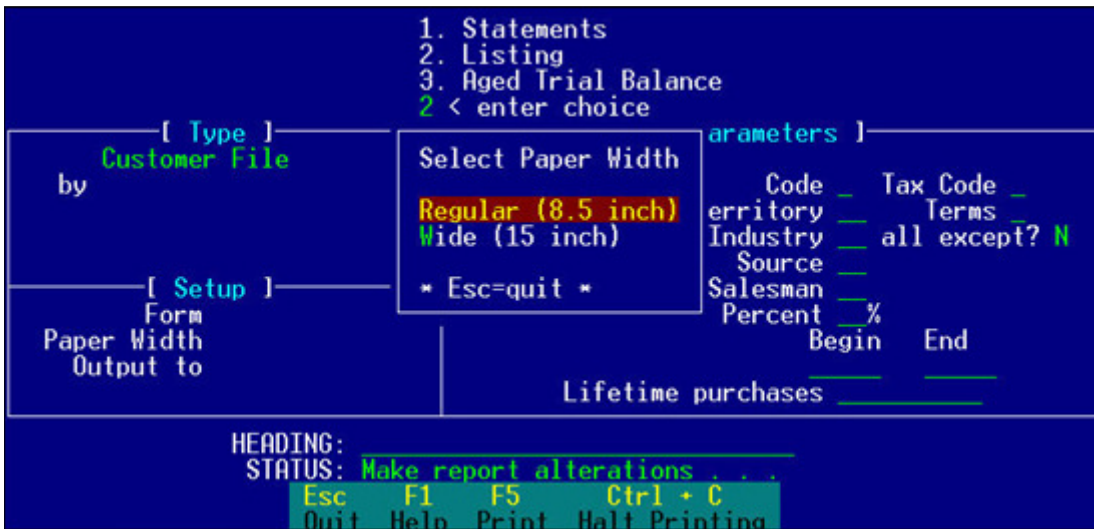 1. Statements
2. Listing
3. Aged Trial Balance
2 < enter choice
[ Type ]
Customer File
by
Select Paper Width
Regular (8.5 inch)
Wide (15 inch)
* Esc=quit *
arameters ]
Code _ Tax Code _
erritory __ Terms _
Industry __ all except? N
Source __
Salesman __
Percent __%
Begin End
Lifetime purchases
[ Setup ]
Form
Paper Width
Output to
HEADING:
STATUS: Make report alterations . . .
Esc F1 F5 Ctrl + C
Quit Help Print Halt Printing